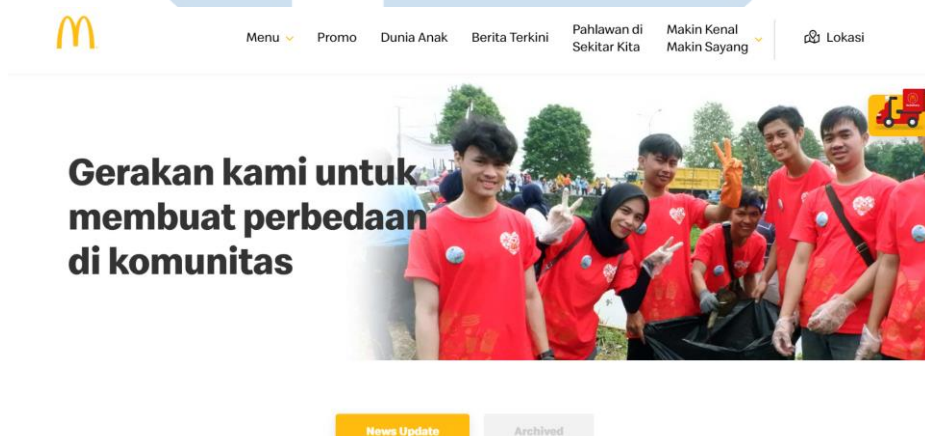 Menu
Promo
Dunia Anak
Berita Terkini
Pahlawan di
Sekitar Kita
Makin Kenal
Makin Sayang
Lokasi
Gerakan kami untuk
membuat perbedaan
di komunitas
News Update
Archived